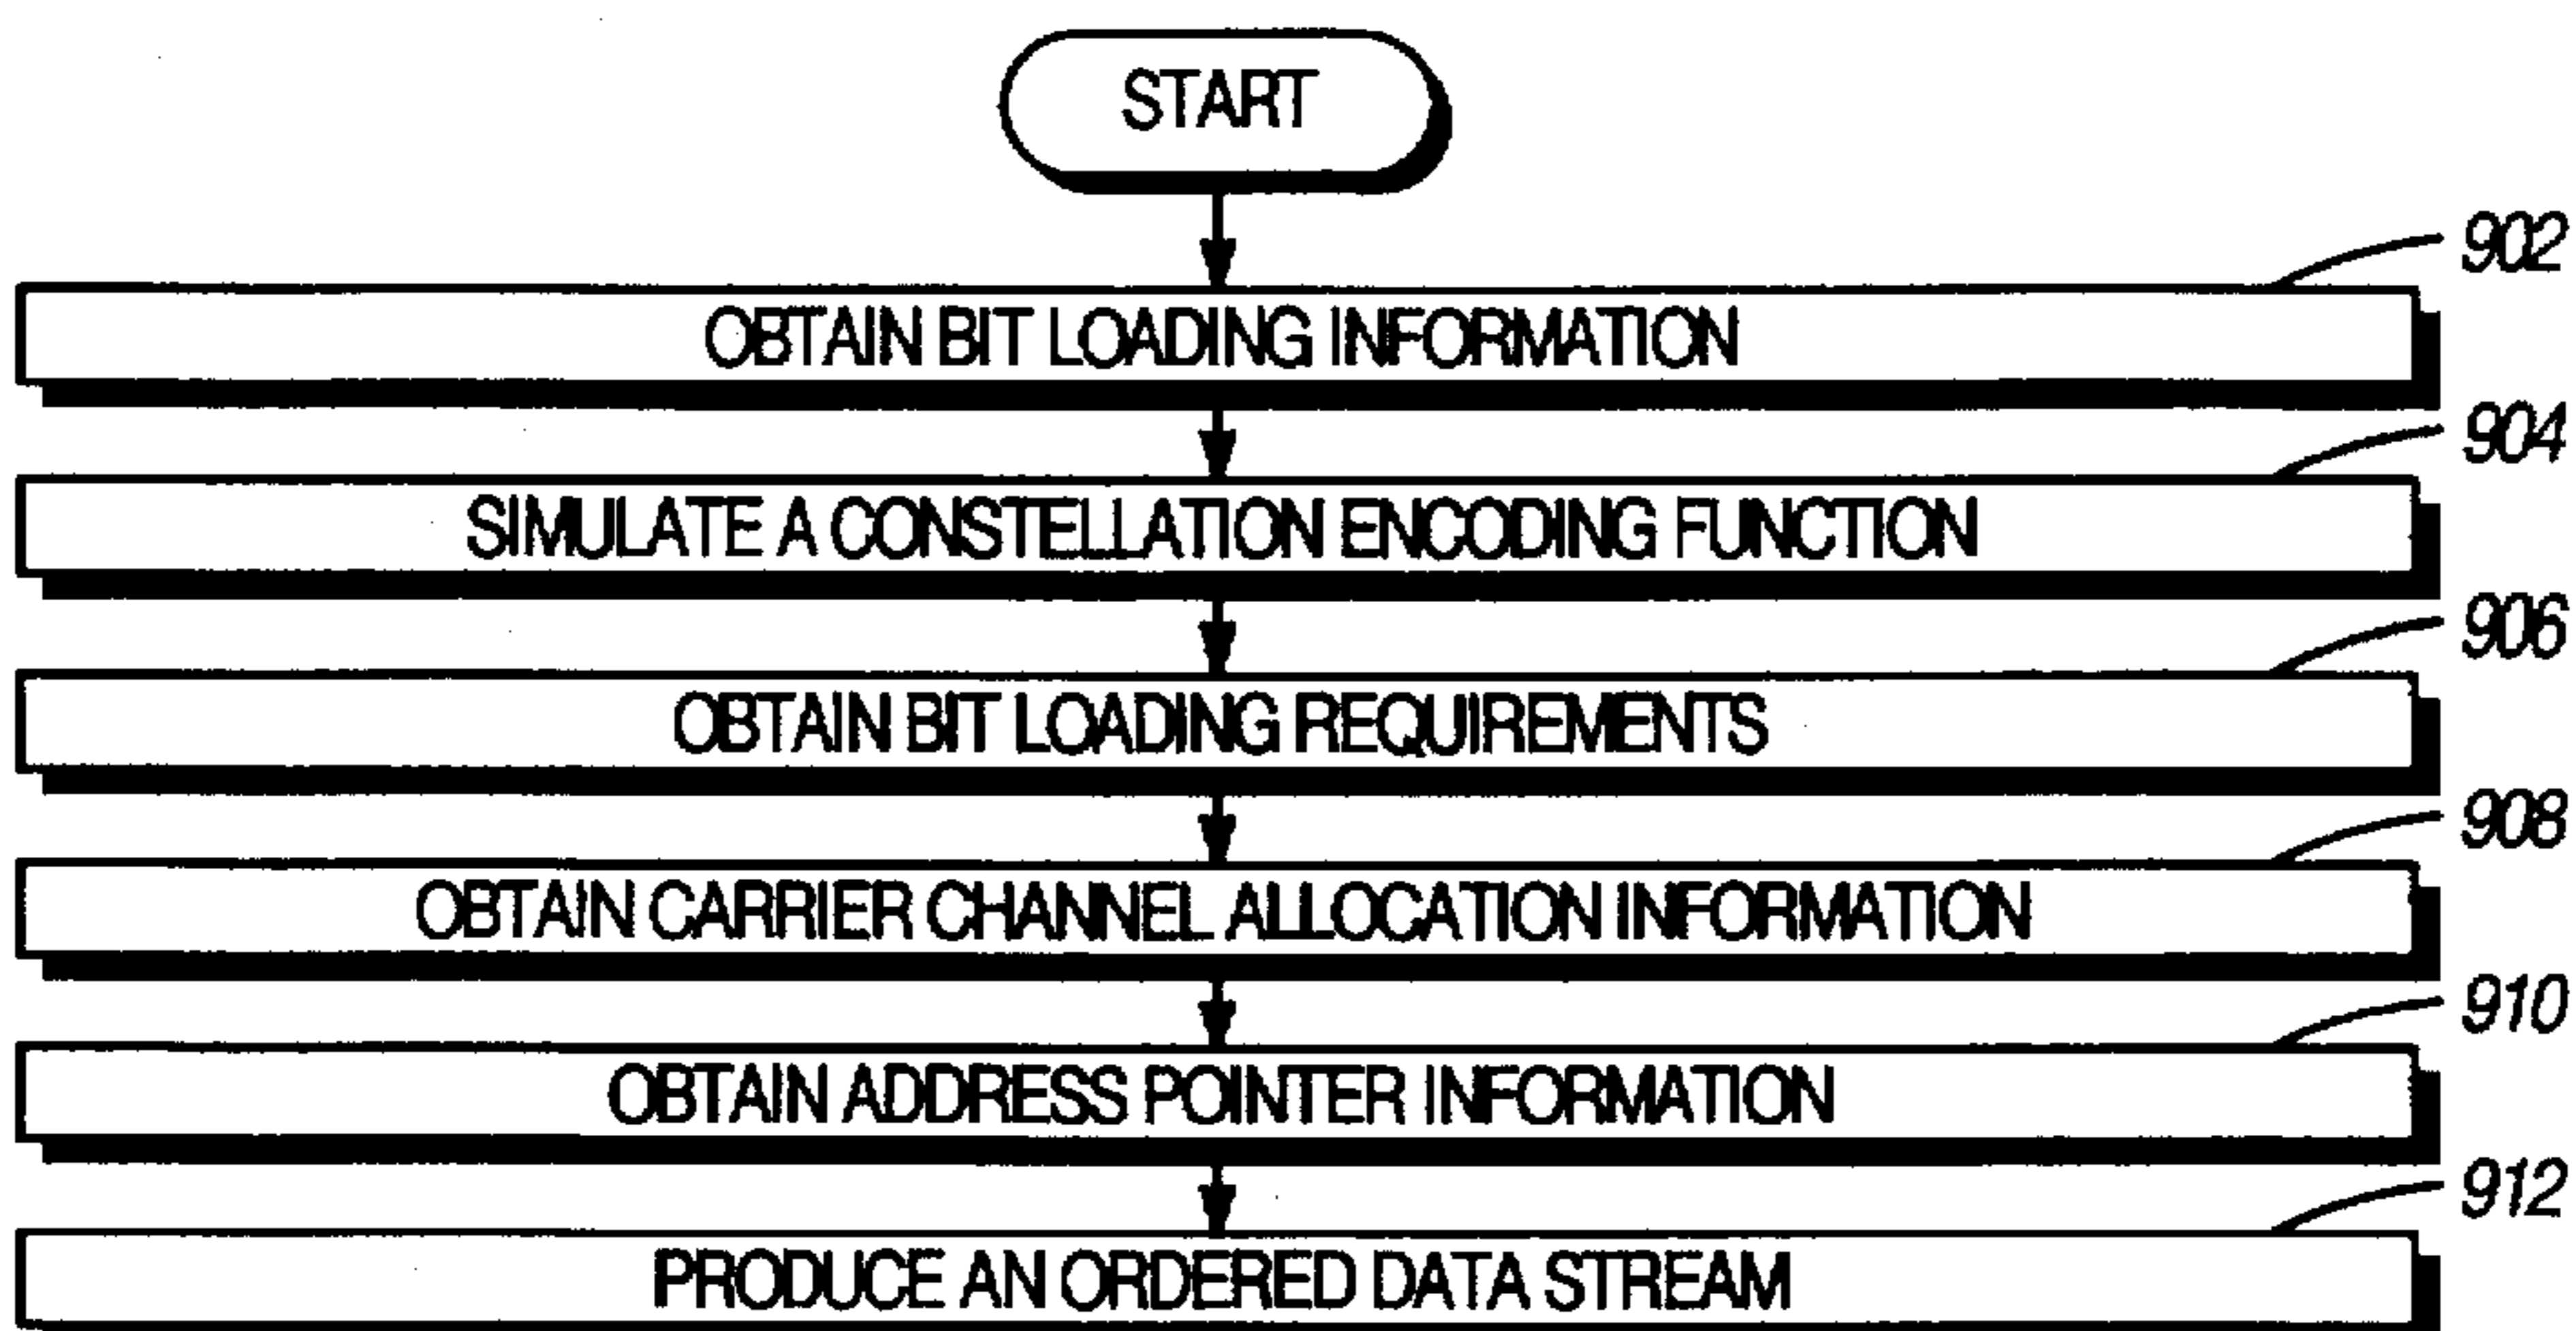 START
902
OBTAIN BIT LOADING INFORMATION
904
SIMULATE A CONSTELLATION ENCODING FUNCTION
906
OBTAIN BIT LOADING REQUIREMENTS
908
OBTAIN CARRIER CHANNEL ALLOCATION INFORMATION
910
OBTAIN ADDRESS POINTER INFORMATION
912
PRODUCE AN ORDERED DATA STREAM